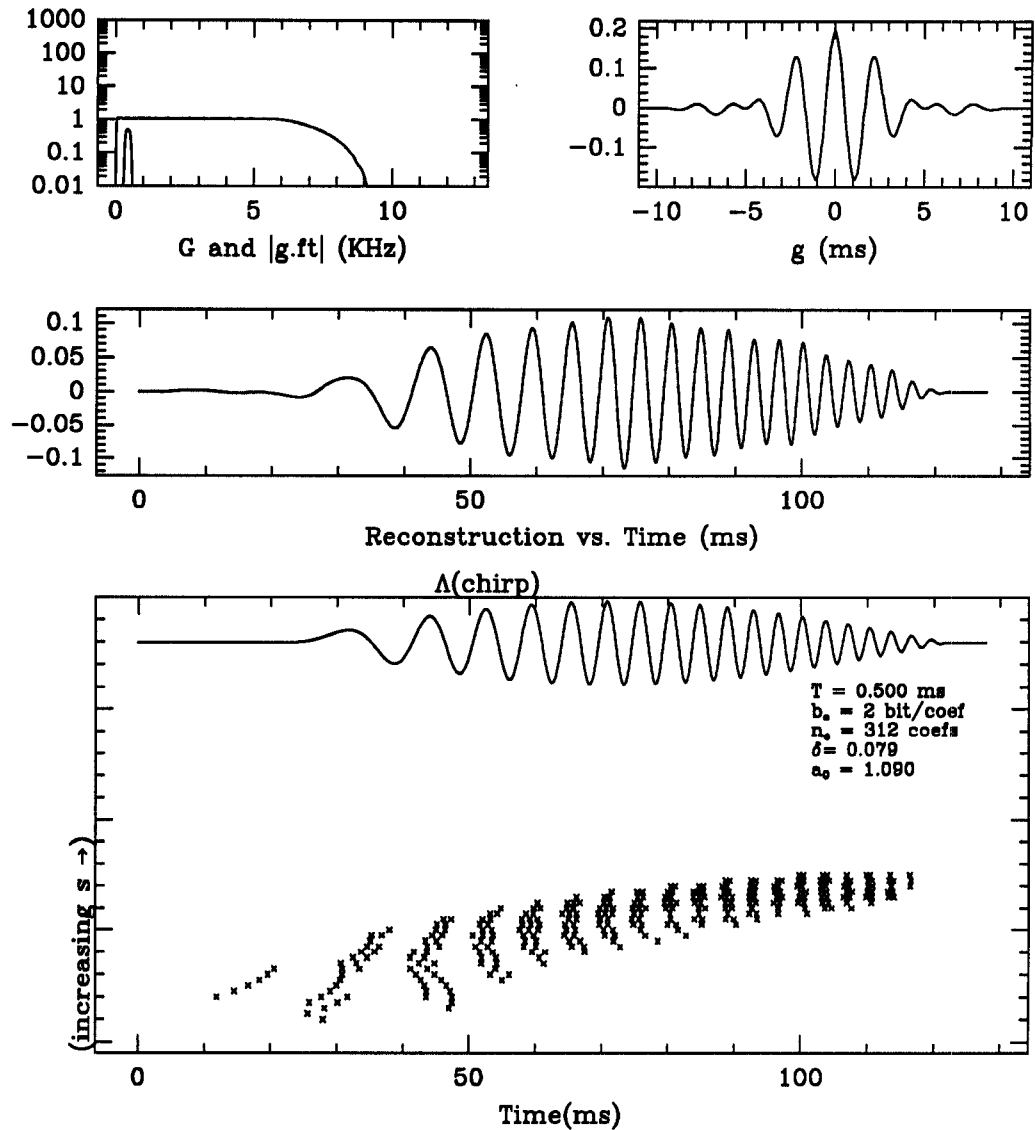 1000
100
10
1
0.1
0.01
0 5 10
G and |g.ft| (KHz)
0.2
0.1
0
−0.1
−10 −5 0 5 10
g (ms)
0.1
0.05
0
−0.05
−0.1
0 50 100
Reconstruction vs. Time (ms)
Λ(chirp)
T = 0.500 ms
bₑ = 2 bit/coef
nₑ = 312 coefs
δ= 0.079
a₀ = 1.090
(increasing s →)
0 50 100
Time(ms)